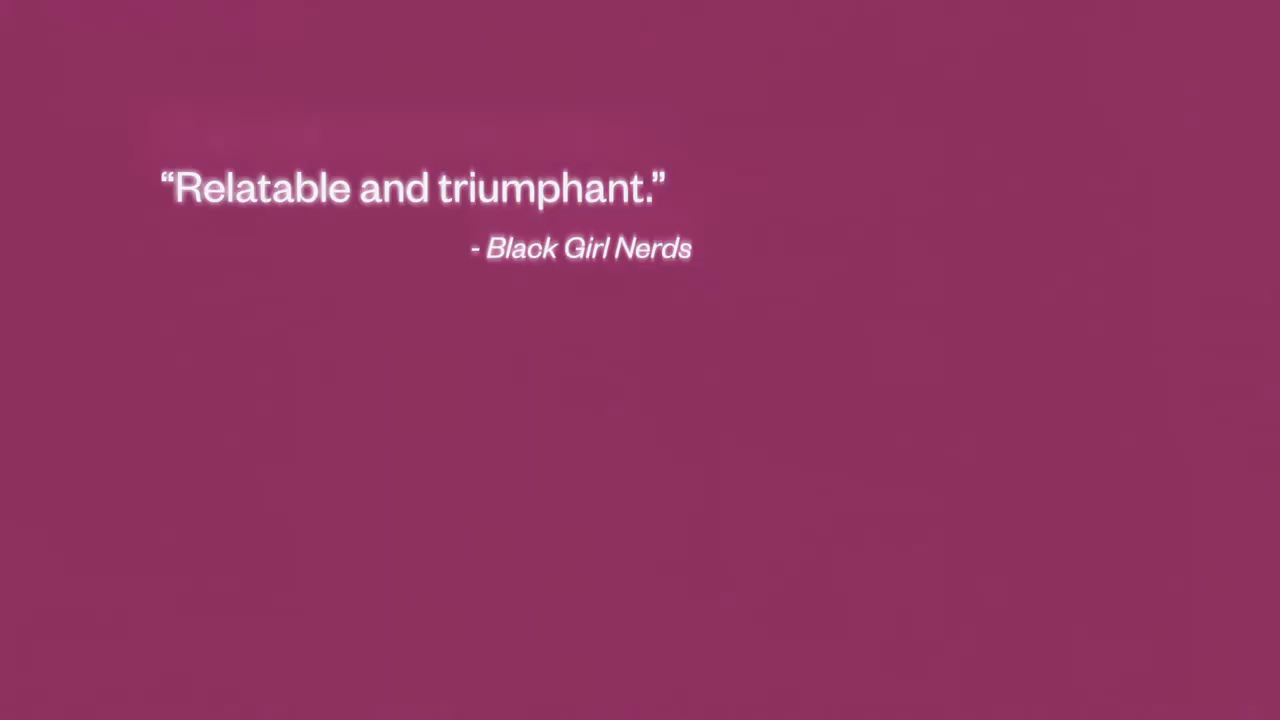 “Relatable and triumphant.”
- Black Girl Nerds